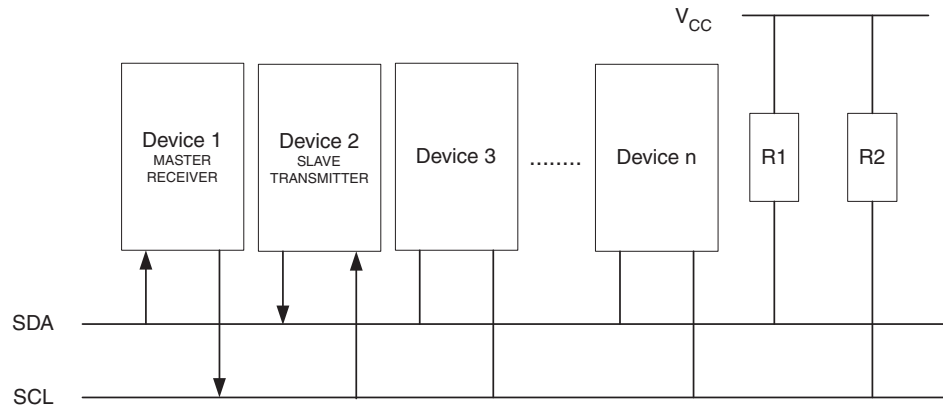 V_CC
Device 1
MASTER
RECEIVER
Device 2
SLAVE
TRANSMITTER
Device 3
........
Device n
R1
R2
SDA
SCL